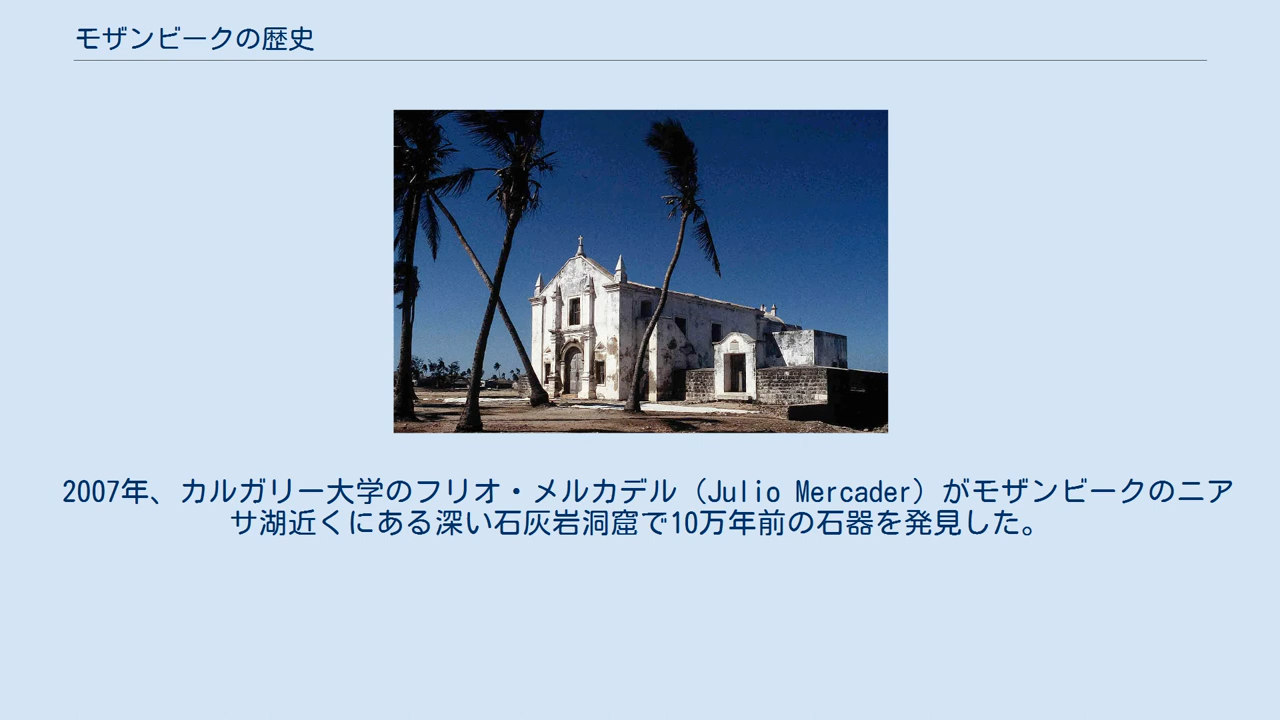 モザンビークの歴史
2007年、カルガリー大学のフリオ・メルカデル（Julio Mercader）がモザンビークのニア
サ湖近くにある深い石灰岩洞窟で10万年前の石器を発見した。